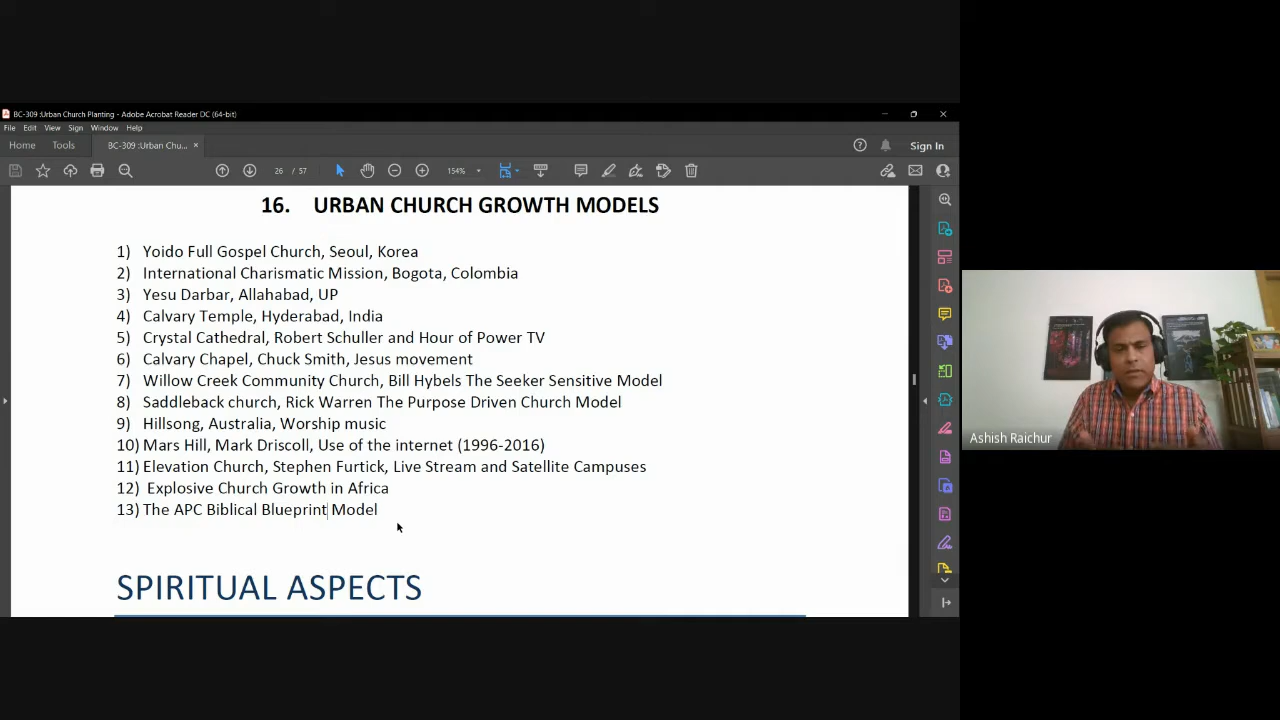 BC-309 :Urban Church Planting - Adobe Acrobat Reader DC (64-bit)
File Edit View Sign Window Help
Home Tools BC-309 :Urban Chu... × Sign In
26 / 57 154%
16. URBAN CHURCH GROWTH MODELS
1) Yoido Full Gospel Church, Seoul, Korea
2) International Charismatic Mission, Bogota, Colombia
3) Yesu Darbar, Allahabad, UP
4) Calvary Temple, Hyderabad, India
5) Crystal Cathedral, Robert Schuller and Hour of Power TV
6) Calvary Chapel, Chuck Smith, Jesus movement
7) Willow Creek Community Church, Bill Hybels The Seeker Sensitive Model
8) Saddleback church, Rick Warren The Purpose Driven Church Model
9) Hillsong, Australia, Worship music
10) Mars Hill, Mark Driscoll, Use of the internet (1996-2016)
11) Elevation Church, Stephen Furtick, Live Stream and Satellite Campuses
12) Explosive Church Growth in Africa
13) The APC Biblical Blueprint Model
SPIRITUAL ASPECTS
Ashish Raichur